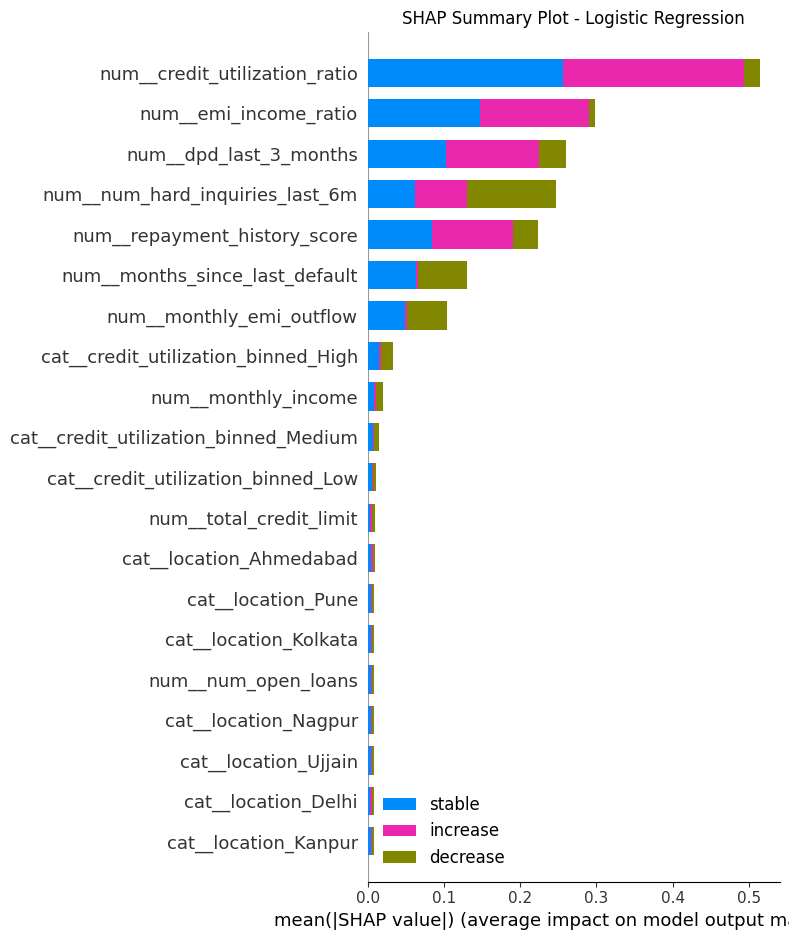 SHAP Summary Plot - Logistic Regression
num__credit_utilization_ratio
num__emi_income_ratio
num__dpd_last_3_months
num__num_hard_inquiries_last_6m
num__repayment_history_score
num__months_since_last_default
num__monthly_emi_outflow
cat__credit_utilization_binned_High
num__monthly_income
cat__credit_utilization_binned_Medium
cat__credit_utilization_binned_Low
num__total_credit_limit
cat__location_Ahmedabad
cat__location_Pune
cat__location_Kolkata
num__num_open_loans
cat__location_Nagpur
cat__location_Ujjain
cat__location_Delhi
cat__location_Kanpur
stable
increase
decrease
0.0 0.1 0.2 0.3 0.4 0.5
mean(|SHAP value|) (average impact on model output ma